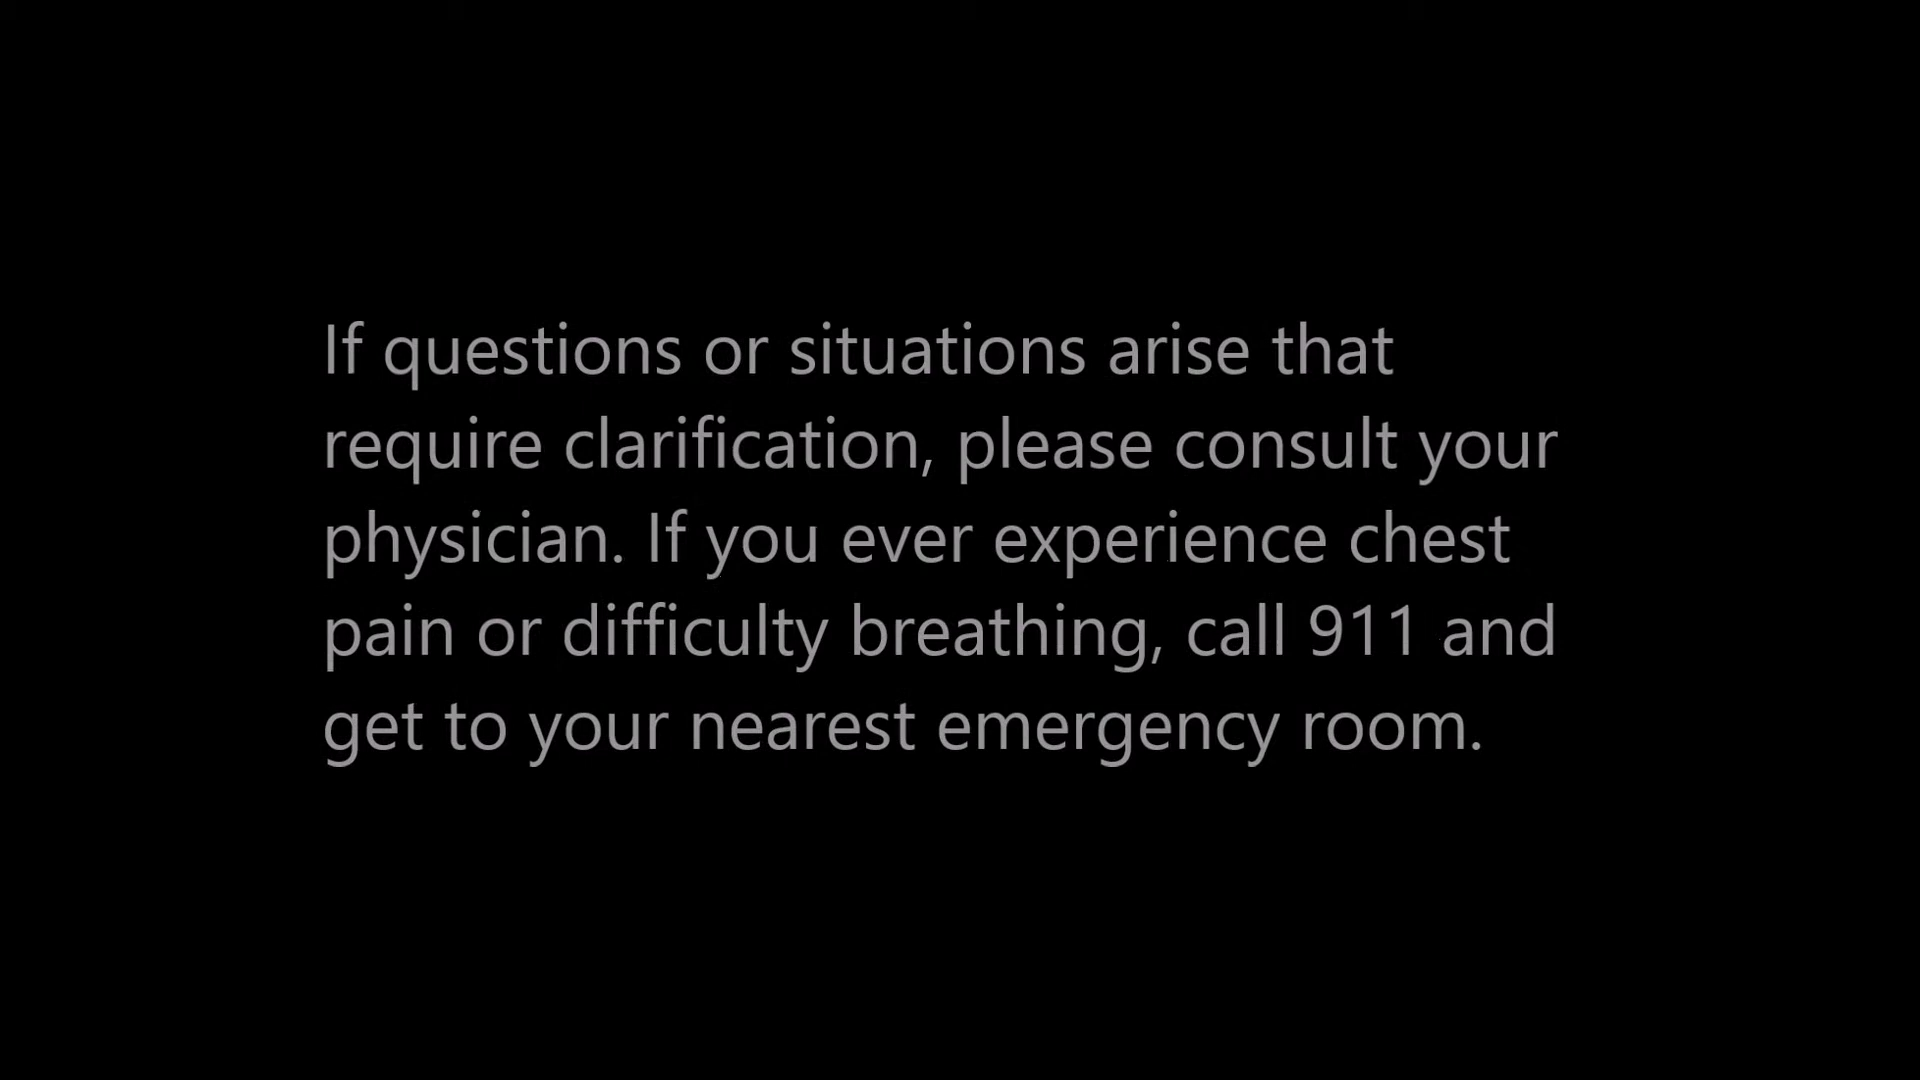 If questions or situations arise that
require clarification, please consult your
physician. If you ever experience chest
pain or difficulty breathing, call 911 and
get to your nearest emergency room.